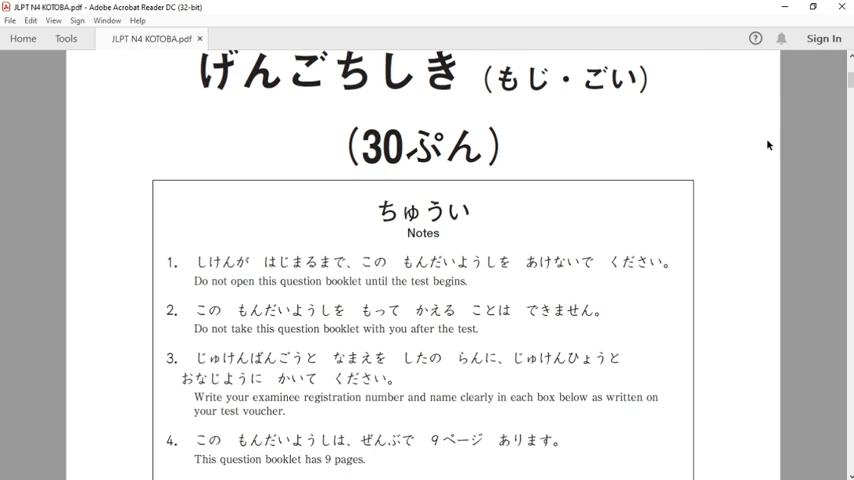 JLPT N4 KOTOBA.pdf - Adobe Acrobat Reader DC (32-bit)
File Edit View Sign Window Help
Home Tools JLPT N4 KOTOBA.pdf × Sign In
げんごちしき (もじ・ごい)
(30ぷん)
ちゅうい
Notes
1. しけんが はじまるまで、この もんだいようしを あけないで ください。
Do not open this question booklet until the test begins.
2. この もんだいようしを もって かえる ことは できません。
Do not take this question booklet with you after the test.
3. じゅけんばんごうと なまえを したの らんに、じゅけんひょうと
おなじように かいて ください。
Write your examinee registration number and name clearly in each box below as written on
your test voucher.
4. この もんだいようしは、ぜんぶで 9ページ あります。
This question booklet has 9 pages.